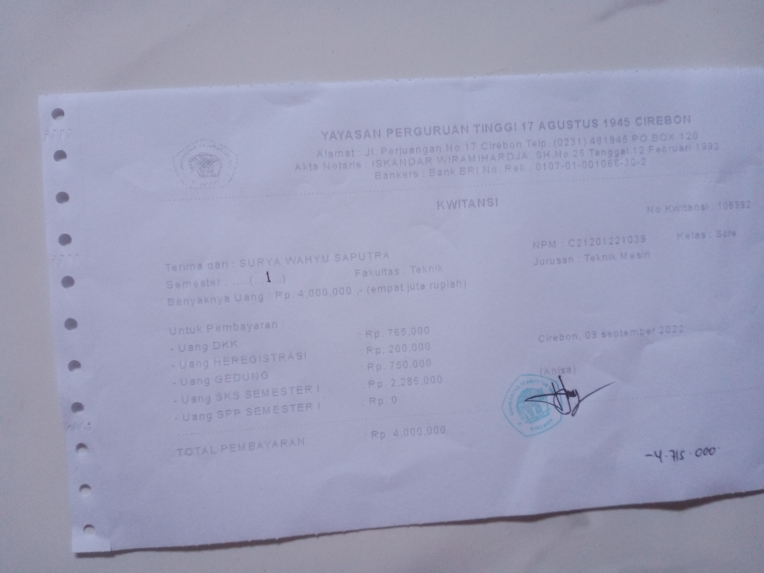 YAYASAN PERGURUAN TINGGI 17 AGUSTUS 1945 CIREBON
Alamat : Jl. Perjuangan No 17 Cirebon Telp. (0231) 481945 PO BOX 120
Akta Notaris : ISKANDAR WIRAMIHARDJA, SH No 26 Tanggal 12 Februari 1992
Bankers : Bank BRI No. Rek : 0107-01-001066-30-2
KWITANSI
No Kwitansi : 108392
Terima dari : SURYA WAHYU SAPUTRA NPM : C21201221039 Kelas : Sore
Semester : (..1..) Fakultas : Teknik Jurusan : Teknik Mesin
Banyaknya Uang : Rp. 4,000,000 ,- (empat juta rupiah)
Untuk Pembayaran
- Uang DKK : Rp. 765,000
- Uang HEREGISTRASI : Rp. 200,000
- Uang GEDUNG : Rp. 750,000
- Uang SKS SEMESTER I : Rp. 2,285,000
- Uang SPP SEMESTER I : Rp. 0
Cirebon, 09 september 2022
(Anisa)
TOTAL PEMBAYARAN : Rp. 4,000,000
-4.715.000